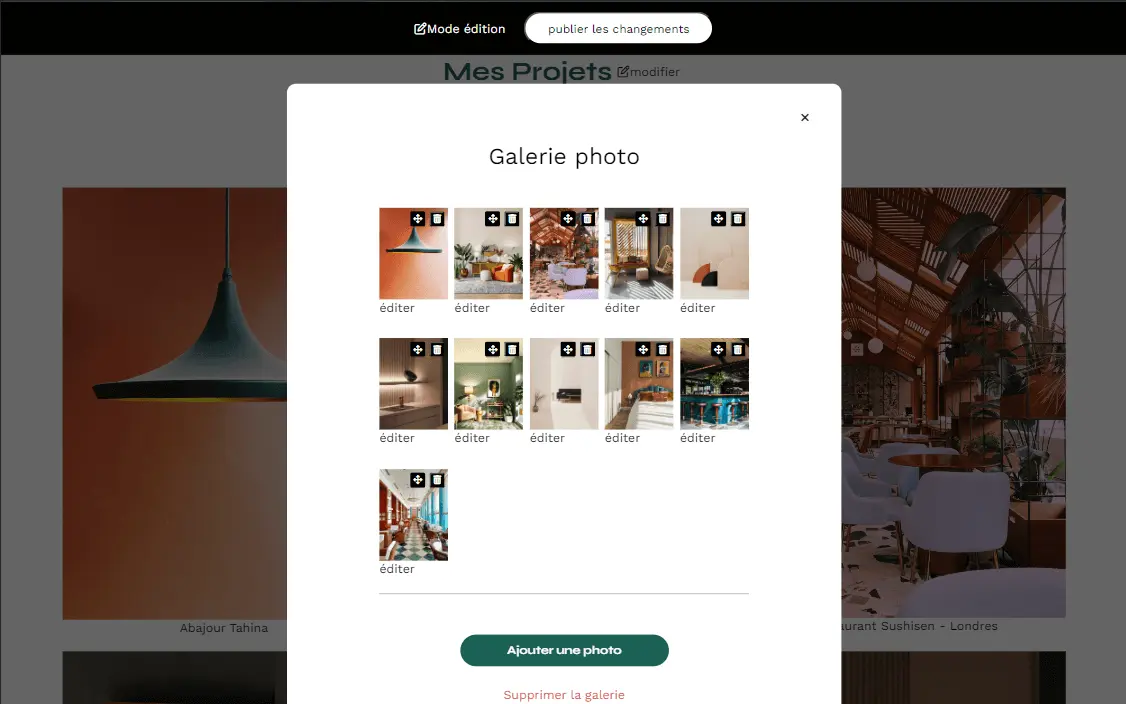 Mode édition
publier les changements
Mes Projets
modifier
×
Galerie photo
éditer
éditer
éditer
éditer
éditer
éditer
éditer
éditer
éditer
éditer
éditer
Ajouter une photo
Supprimer la galerie
Abajour Tahina
Sushisen - Londres